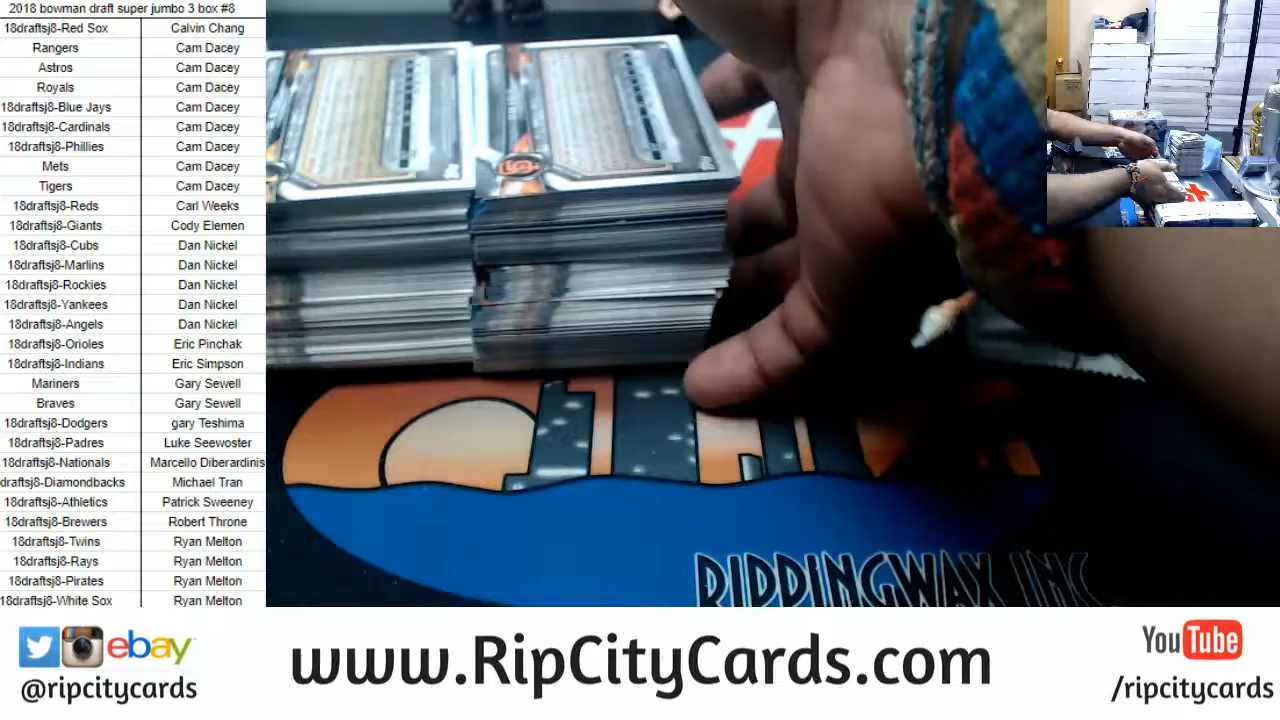 2018 bowman draft super jumbo 3 box #8
18draftsj8-Red Sox Calvin Chang
Rangers Cam Dacey
Astros Cam Dacey
Royals Cam Dacey
18draftsj8-Blue Jays Cam Dacey
18draftsj8-Cardinals Cam Dacey
18draftsj8-Phillies Cam Dacey
Mets Cam Dacey
Tigers Cam Dacey
18draftsj8-Reds Carl Weeks
18draftsj8-Giants Cody Elemen
18draftsj8-Cubs Dan Nickel
18draftsj8-Marlins Dan Nickel
18draftsj8-Rockies Dan Nickel
18draftsj8-Yankees Dan Nickel
18draftsj8-Angels Dan Nickel
18draftsj8-Orioles Eric Pinchak
18draftsj8-Indians Eric Simpson
Mariners Gary Sewell
Braves Gary Sewell
18draftsj8-Dodgers gary Teshima
18draftsj8-Padres Luke Seewoster
18draftsj8-Nationals Marcello Diberardinis
draftsj8-Diamondbacks Michael Tran
18draftsj8-Athletics Patrick Sweeney
18draftsj8-Brewers Robert Throne
18draftsj8-Twins Ryan Melton
18draftsj8-Rays Ryan Melton
18draftsj8-Pirates Ryan Melton
18draftsj8-White Sox Ryan Melton
RIPPINGWAX INC
ebay
@ripcitycards
www.RipCityCards.com
YouTube
/ripcitycards